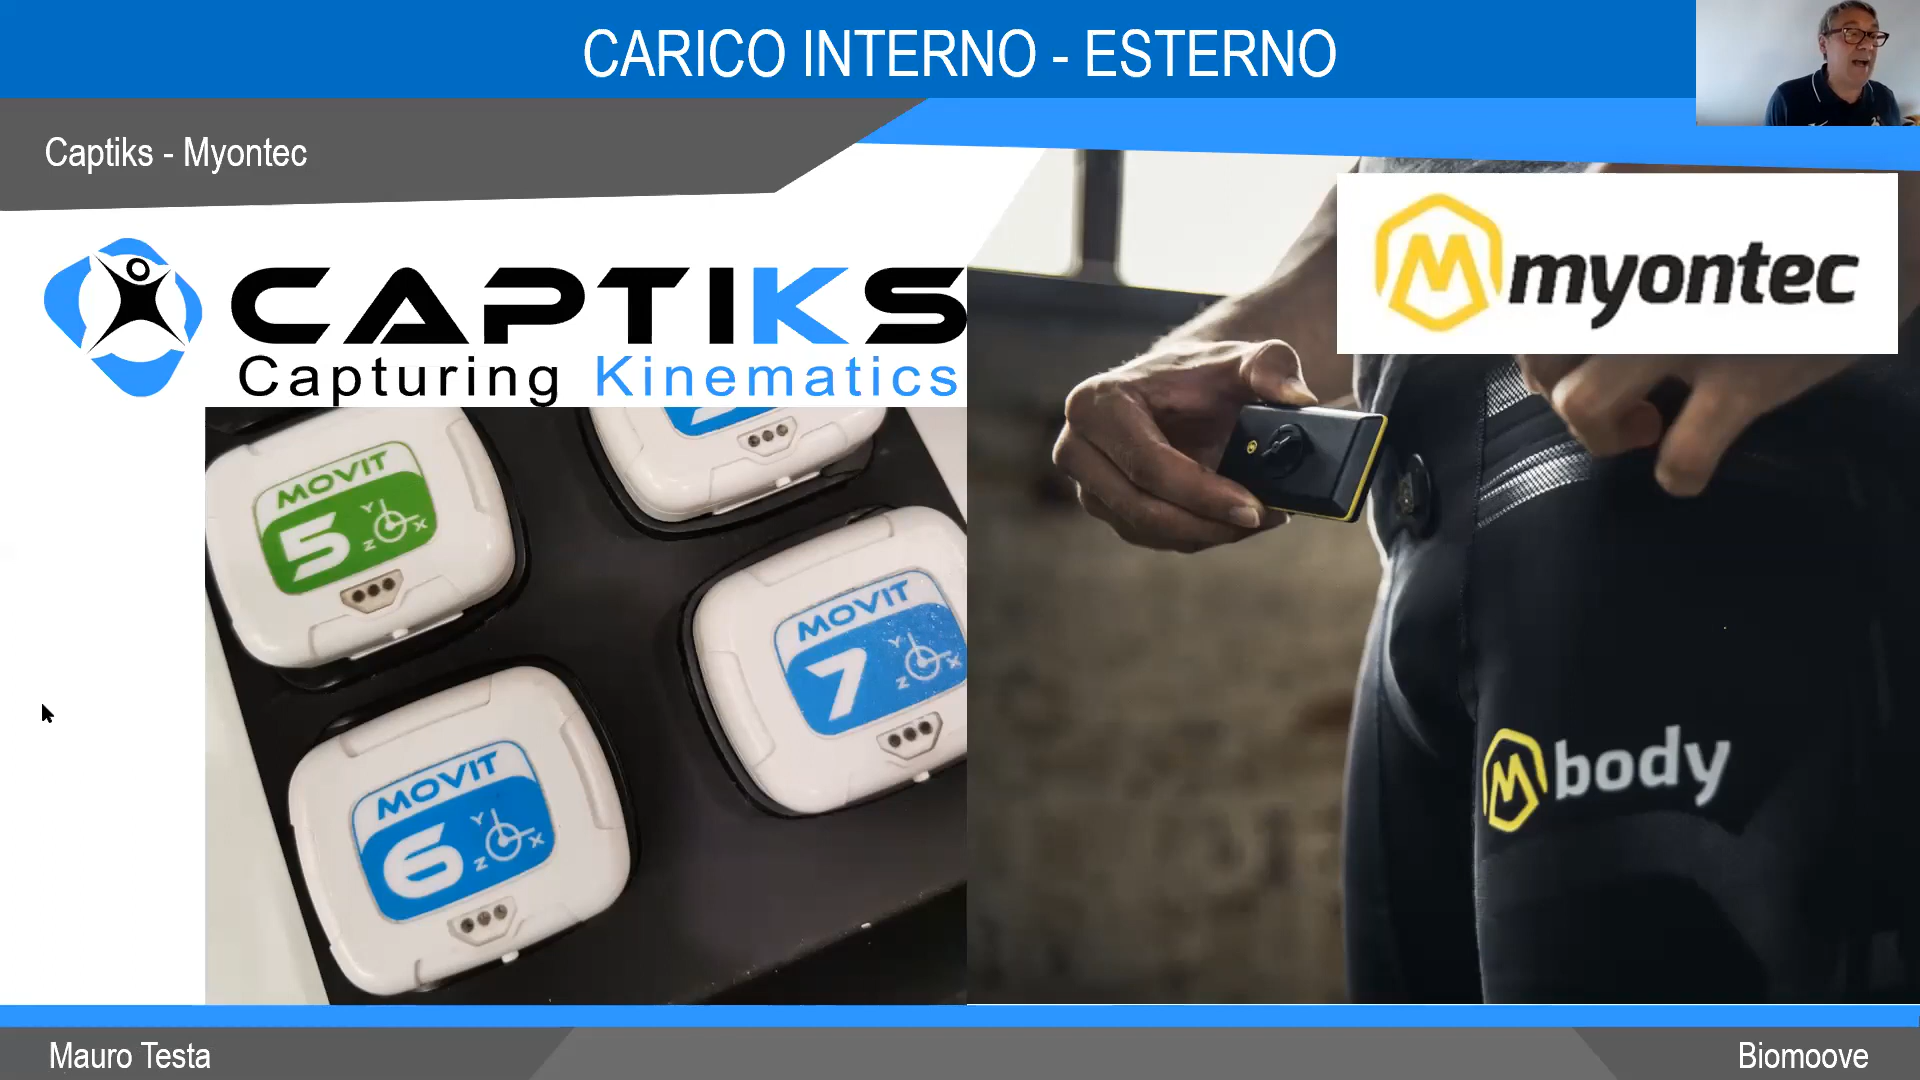 CARICO INTERNO - ESTERNO
Captiks - Myontec
CAPTIKS
Capturing Kinematics
myontec
MOVIT
5
Y
X
Z
MOVIT
7
Y
X
Z
MOVIT
6
Y
X
Z
M body
Mauro Testa
Biomoove